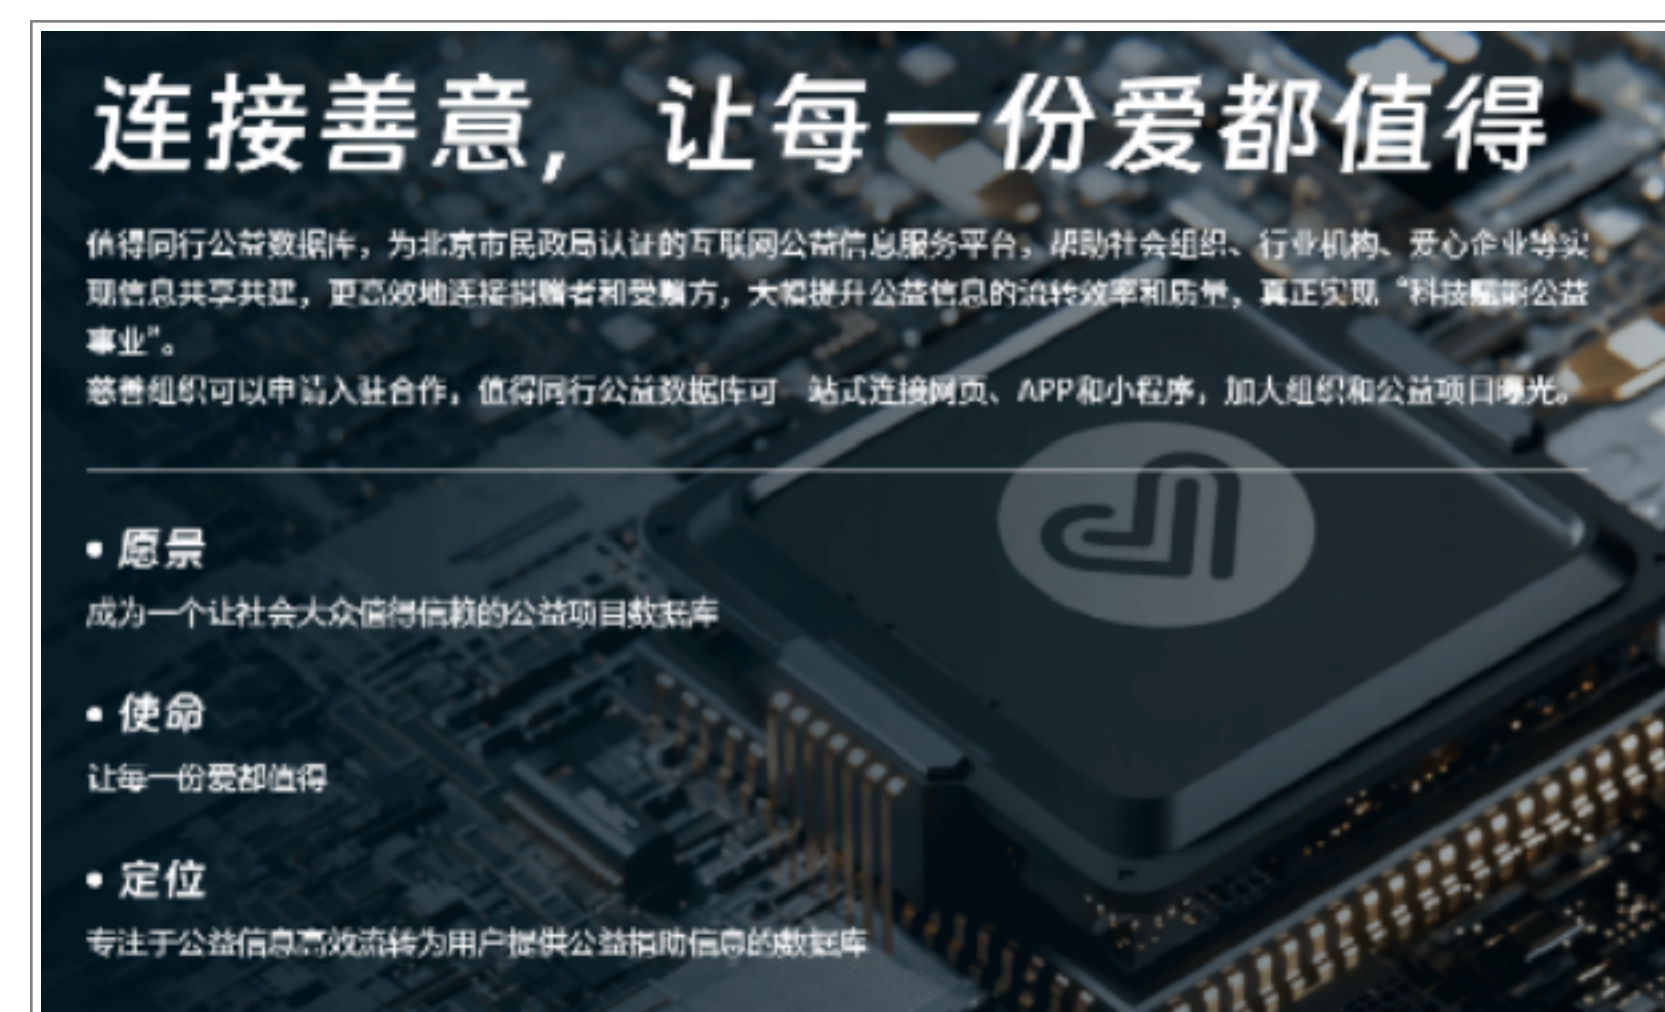 连接善意，让每一份爱都值得
值得同行公益数据库，为北京市民政局认证的互联网公益信息服务平台。帮助社会组织、行业机构、爱心企业等实
现信息共享共建，更高效地连接捐赠者和受赠方，大幅提升公益信息的流转效率和质量，真正实现“科技赋能公益
事业”。
慈善组织可以申请入驻合作，值得同行公益数据库可一站式连接网页、APP和小程序，加大组织和公益项目曝光。
• 愿景
成为一个让社会大众值得信赖的公益项目数据库
• 使命
让每一份爱都值得
• 定位
专注于公益信息高效流转为用户提供公益捐助信息的数据库